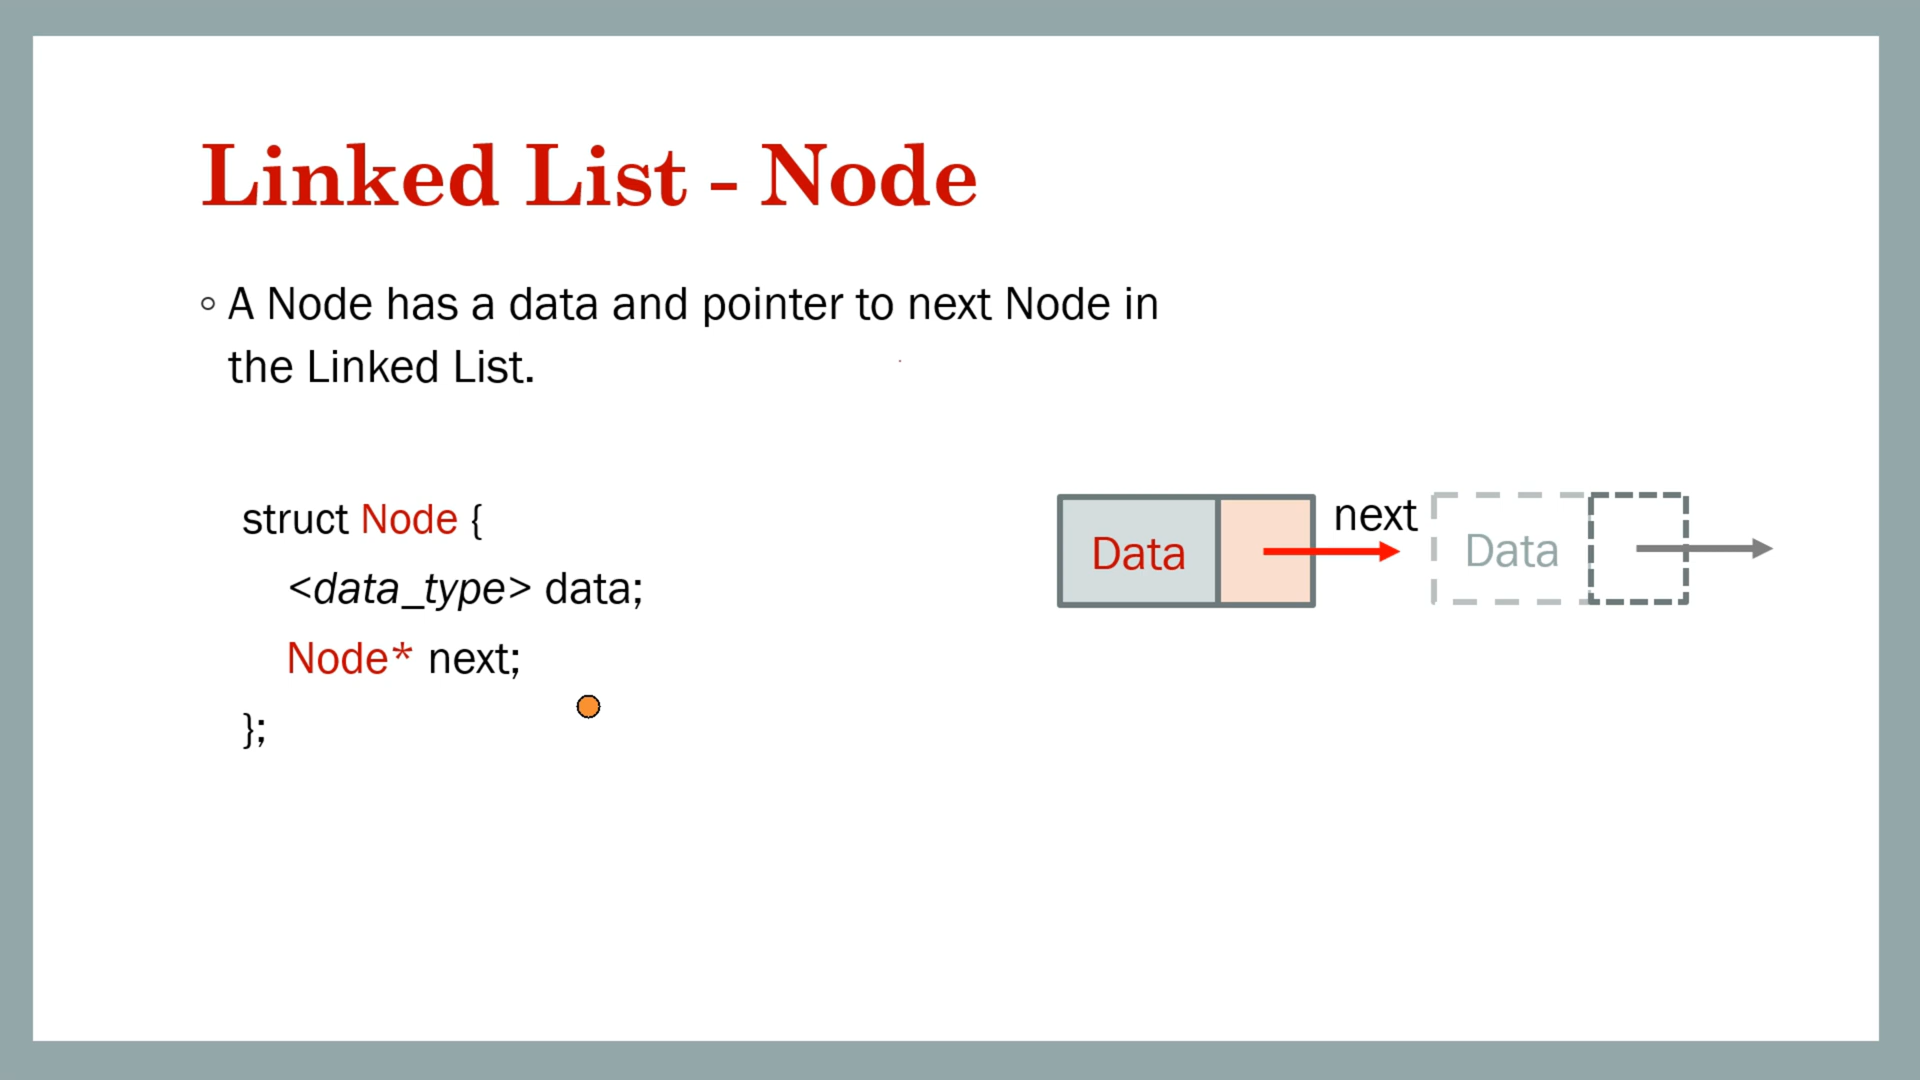 Linked List - Node
A Node has a data and pointer to next Node in
the Linked List.
struct Node {
<data_type> data;
Node* next;
};
Data
next
Data